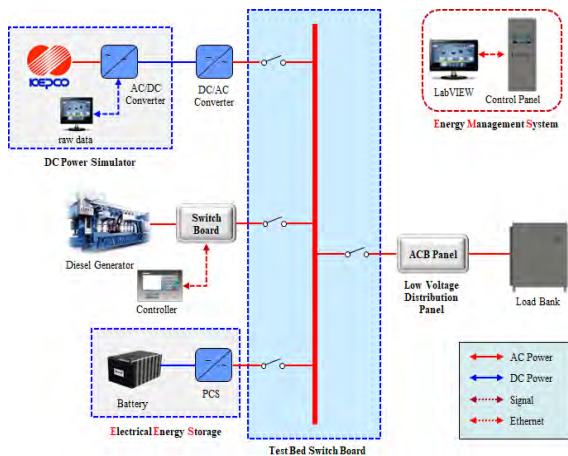 KEPCO
AC/DC
Converter
DC/AC
Converter
raw data
DC Power Simulator
LabVIEW
Control Panel
Energy Management System
Diesel Generator
Switch
Board
Controller
ACB Panel
Low Voltage
Distribution
Panel
Load Bank
Battery
PCS
Electrical Energy Storage
Test Bed Switch Board
AC Power
DC Power
Signal
Ethernet